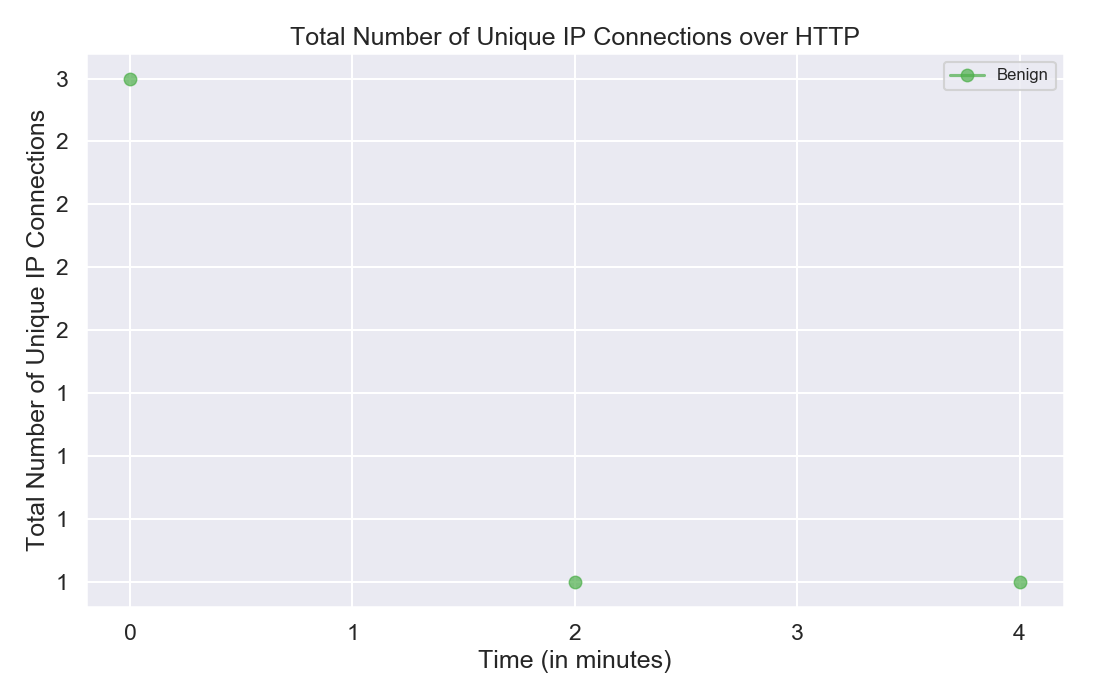 Total Number of Unique IP Connections over HTTP
Benign
Total Number of Unique IP Connections
3
2
2
2
2
1
1
1
1
0 1 2 3 4
Time (in minutes)